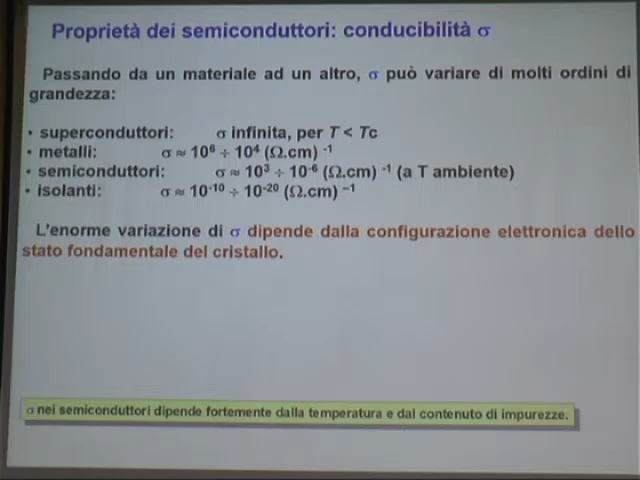 Proprietà dei semiconduttori: conducibilità σ
Passando da un materiale ad un altro, σ può variare di molti ordini di
grandezza:
• superconduttori: σ infinita, per T < Tc
• metalli: σ ≈ 10⁶ ÷ 10⁴ (Ω.cm) ⁻¹
• semiconduttori: σ ≈ 10³ ÷ 10⁻⁶ (Ω.cm) ⁻¹ (a T ambiente)
• isolanti: σ ≈ 10⁻¹⁰ ÷ 10⁻²⁰ (Ω.cm) ⁻¹
L'enorme variazione di σ dipende dalla configurazione elettronica dello
stato fondamentale del cristallo.
σ nei semiconduttori dipende fortemente dalla temperatura e dal contenuto di impurezze.